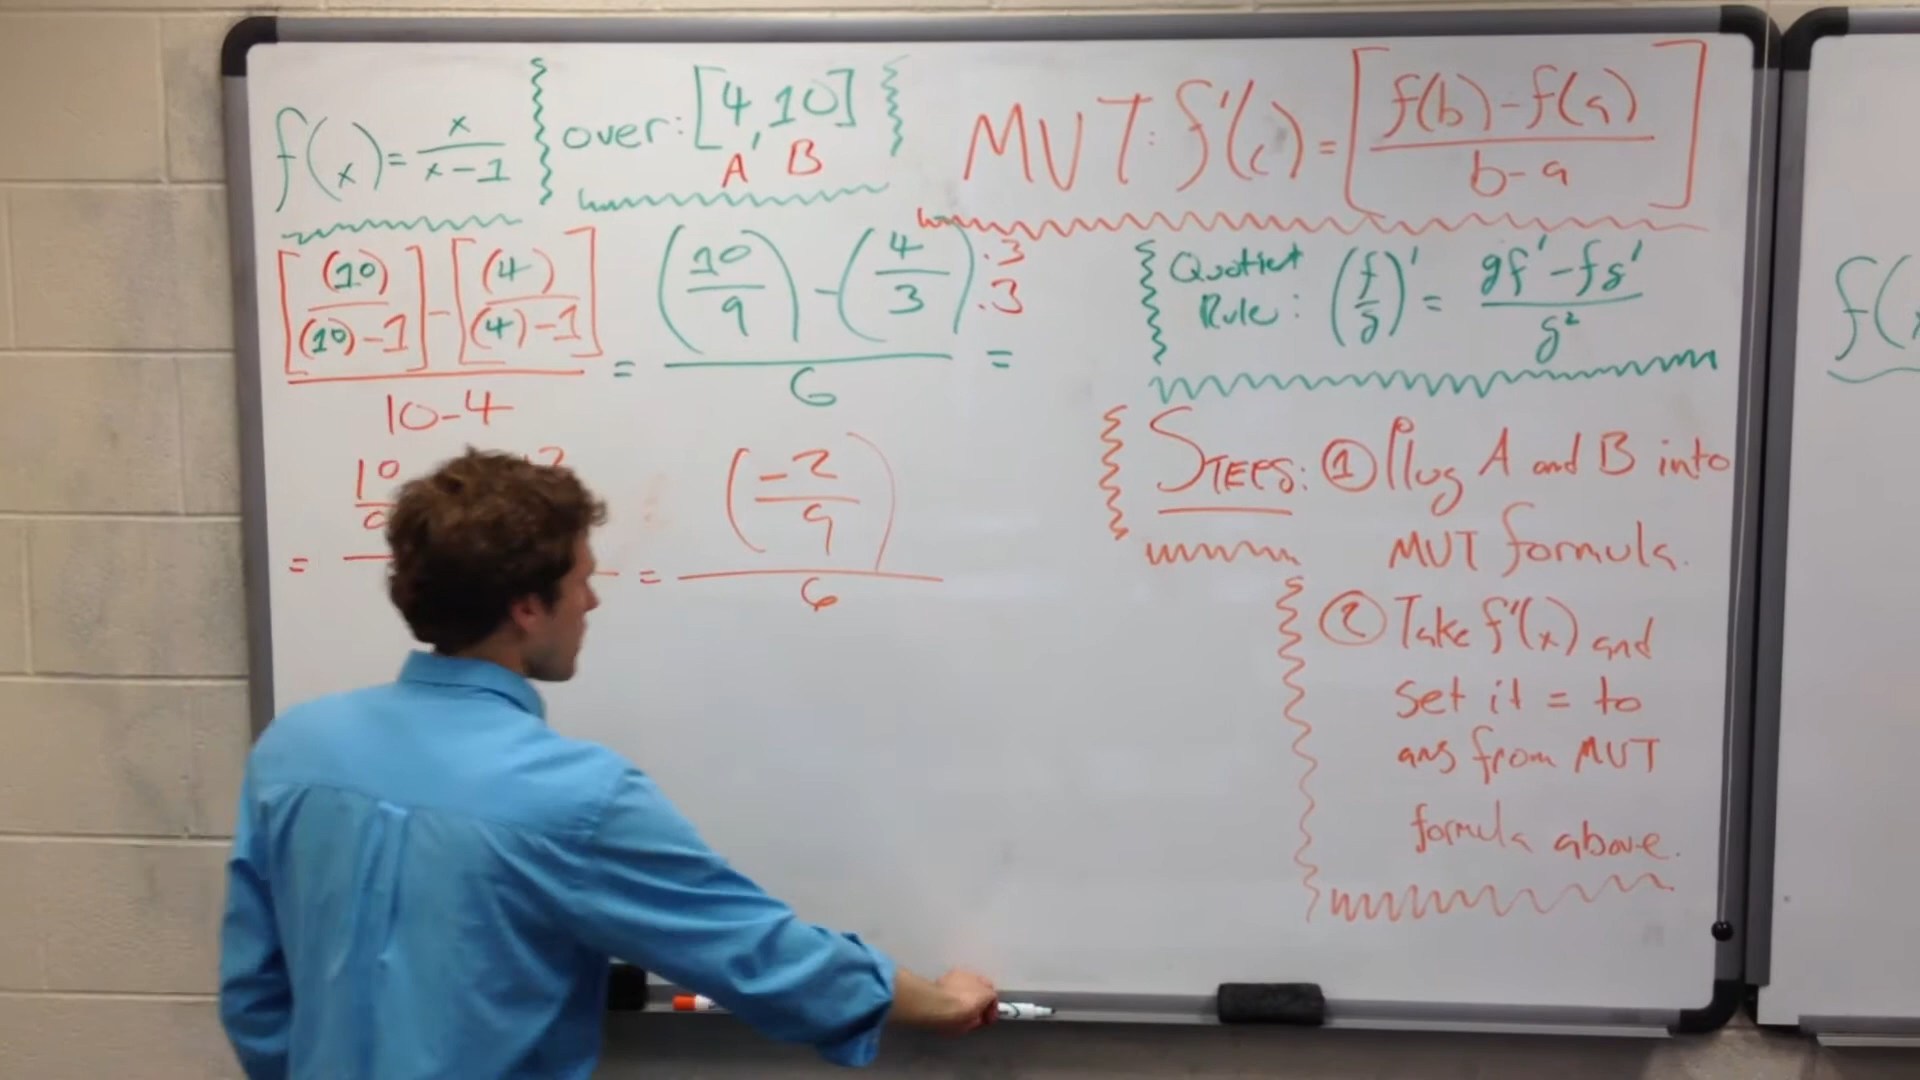 f(x) = x/(x-1) over: [4, 10]
A B
MVT: f'(c) = [(f(b)-f(a))/(b-a)]
([(10)/((10)-1)] - [(4)/((4)-1)])/(10-4) = ((10/9) - (4/3) .3 .3)/6 =
Quotient Rule: (f/g)' = (gf'-fg')/g²
= 10 = (-2/9)/6
STEPS: ① Plug A and B into
MVT formula.
② Take f'(x) and
set it = to
ans from MVT
formula above.
f(